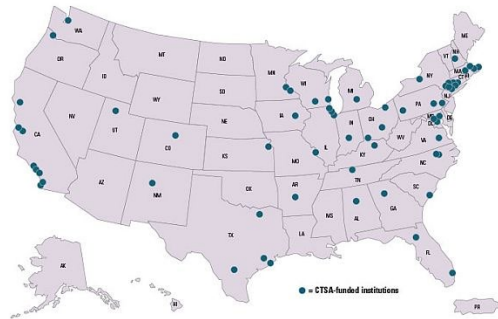 WA
ME
MT
ND
VT
NH
OR
MN
ID
SD
WI
NY
MA
CT
RI
MI
WY
IA
PA
NJ
NE
NV
OH
MD
DE
UT
IL
IN
DC
CA
CO
WV
VA
KS
MO
KY
NC
TN
AZ
OK
NM
AR
SC
MS
AL
GA
TX
LA
FL
AK
= CTSA-funded institutions
HI
PR